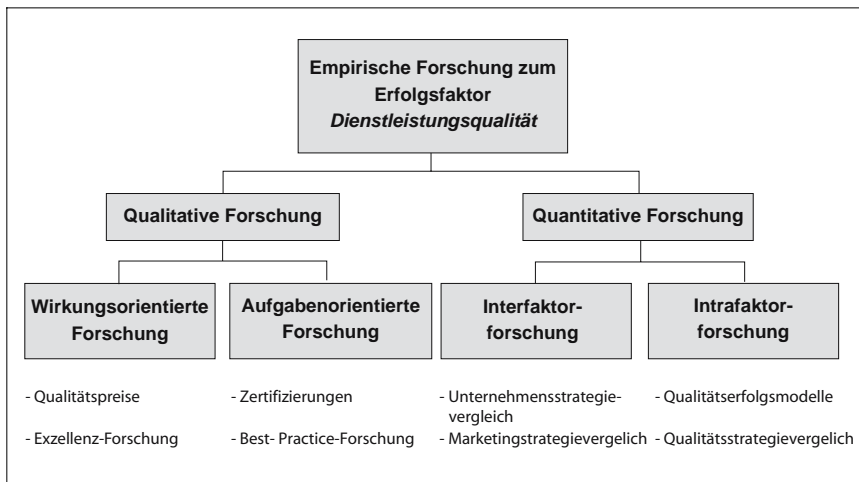 Empirische Forschung zum
Erfolgsfaktor
Dienstleistungsqualität
Qualitative Forschung
Quantitative Forschung
Wirkungsorientierte
Forschung
Aufgabenorientierte
Forschung
Interfaktor-
forschung
Intrafaktor-
forschung
- Qualitätspreise
- Exzellenz-Forschung
- Zertifizierungen
- Best- Practice-Forschung
- Unternehmensstrategie-
vergleich
- Marketingstrategievergelich
- Qualitätserfolgsmodelle
- Qualitätsstrategievergelich